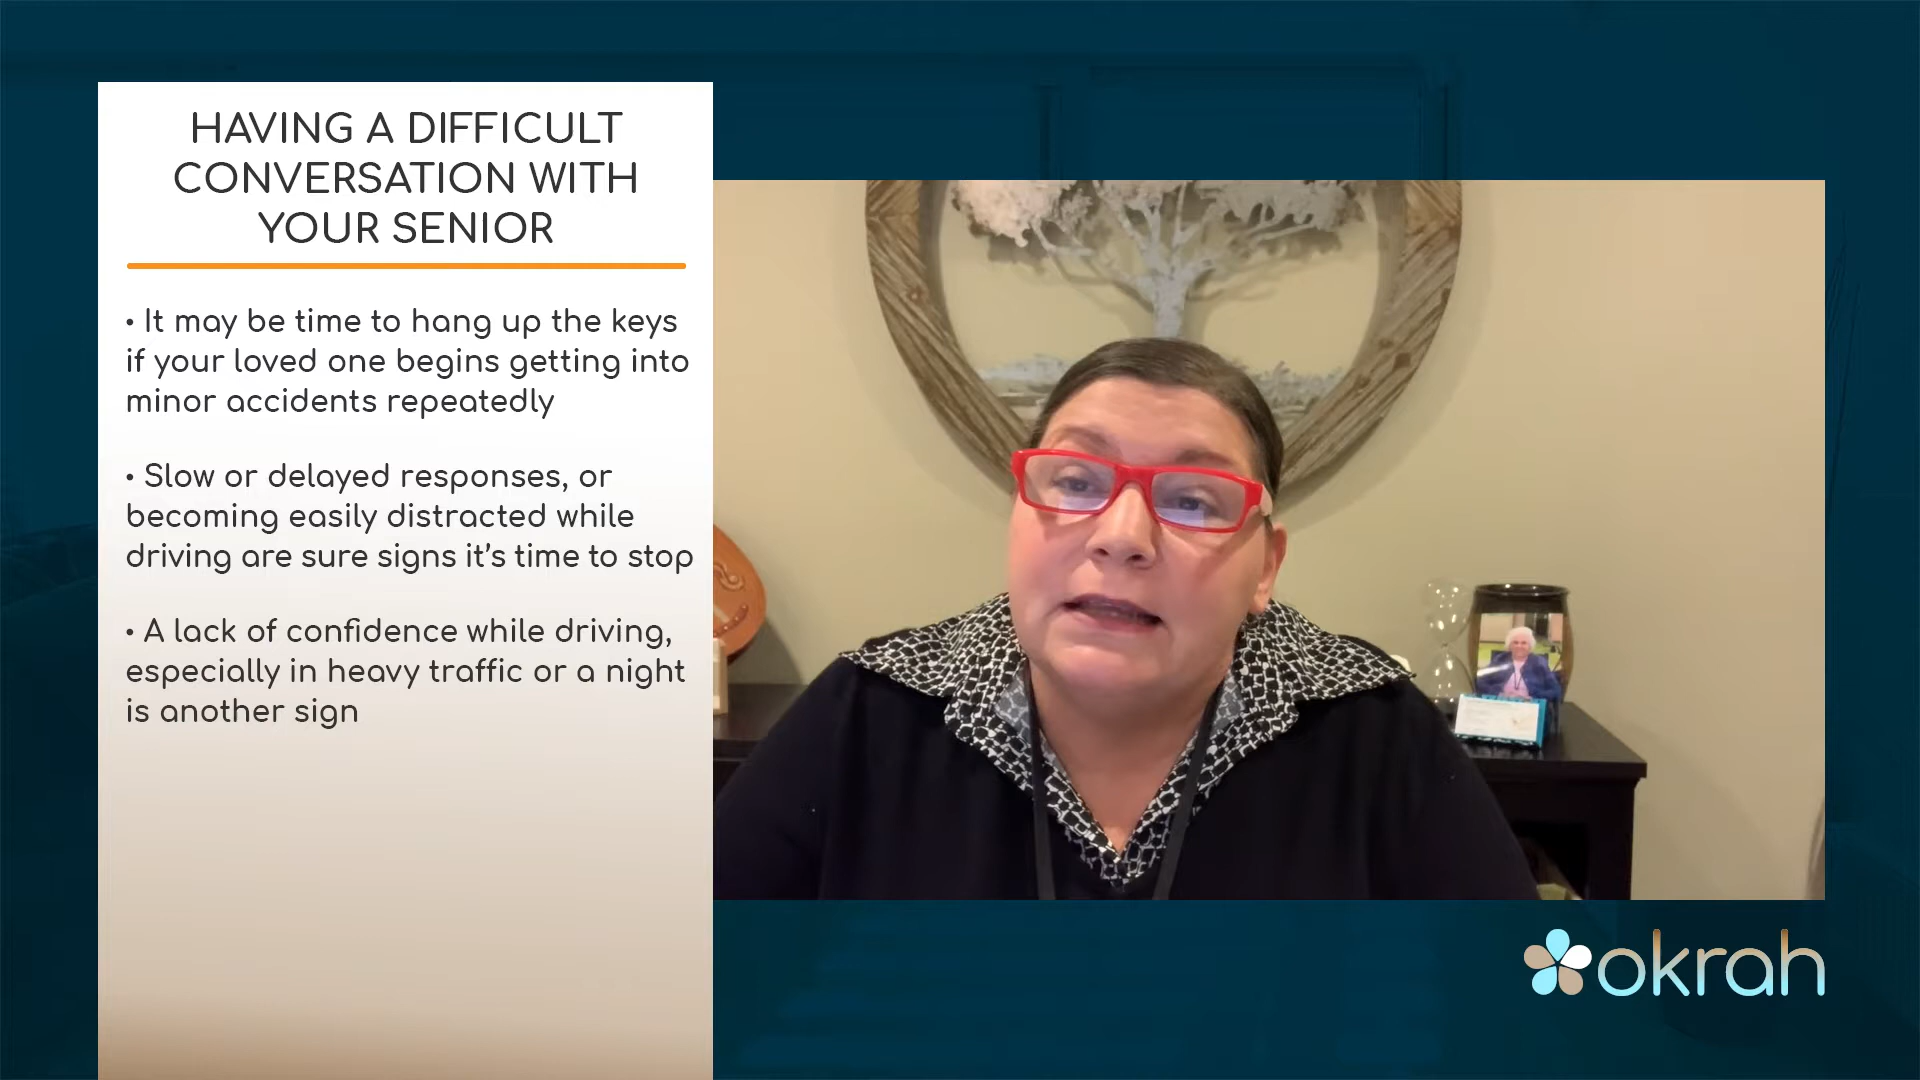 HAVING A DIFFICULT
CONVERSATION WITH
YOUR SENIOR
• It may be time to hang up the keys
if your loved one begins getting into
minor accidents repeatedly
• Slow or delayed responses, or
becoming easily distracted while
driving are sure signs it's time to stop
• A lack of confidence while driving,
especially in heavy traffic or a night
is another sign
okrah